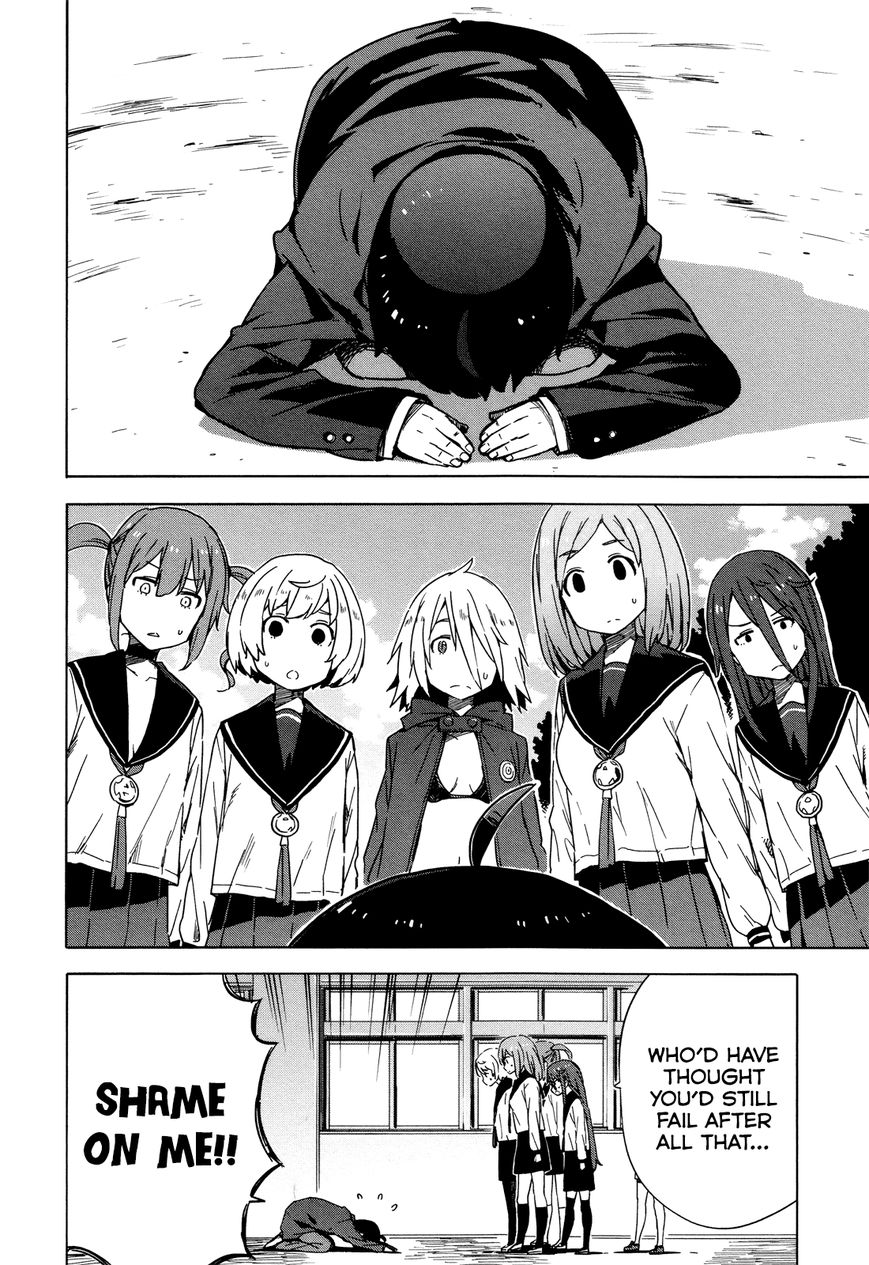 WHO'D HAVE
THOUGHT
YOU'D STILL
FAIL AFTER
ALL THAT...
SHAME
ON ME!!